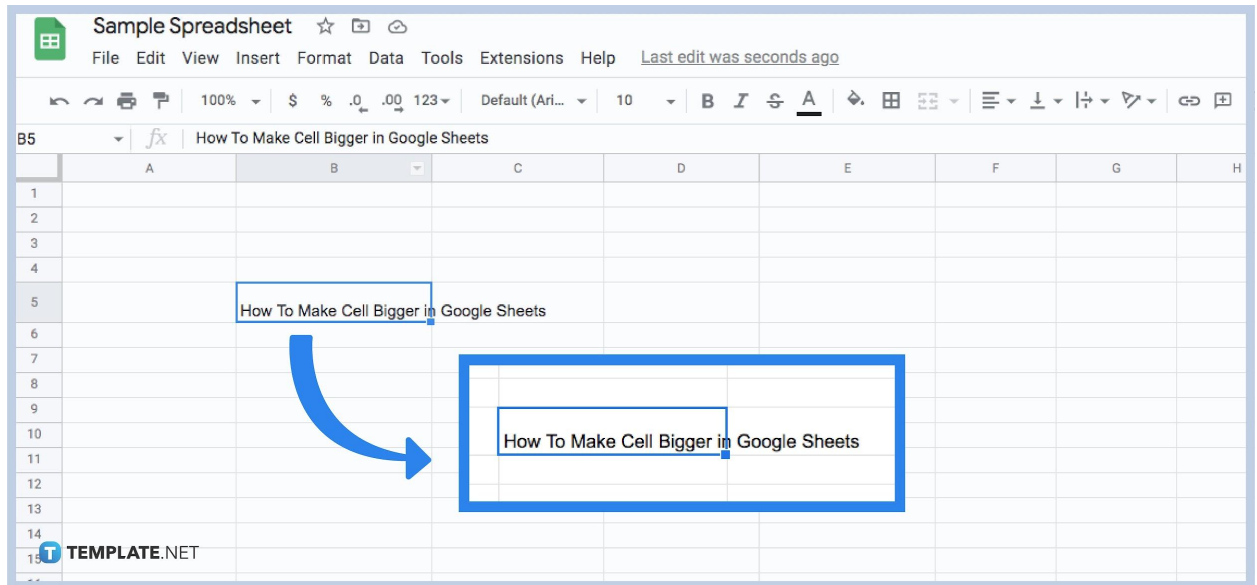 Sample Spreadsheet
File Edit View Insert Format Data Tools Extensions Help Last edit was seconds ago
100% $ % .0 .00 123 Default (Ari... 10 B I S A
B5 fx How To Make Cell Bigger in Google Sheets
A B C D E F G H
1
2
3
4
5 How To Make Cell Bigger in Google Sheets
6
7
8
9
10 How To Make Cell Bigger in Google Sheets
11
12
13
14
15
T TEMPLATE.NET